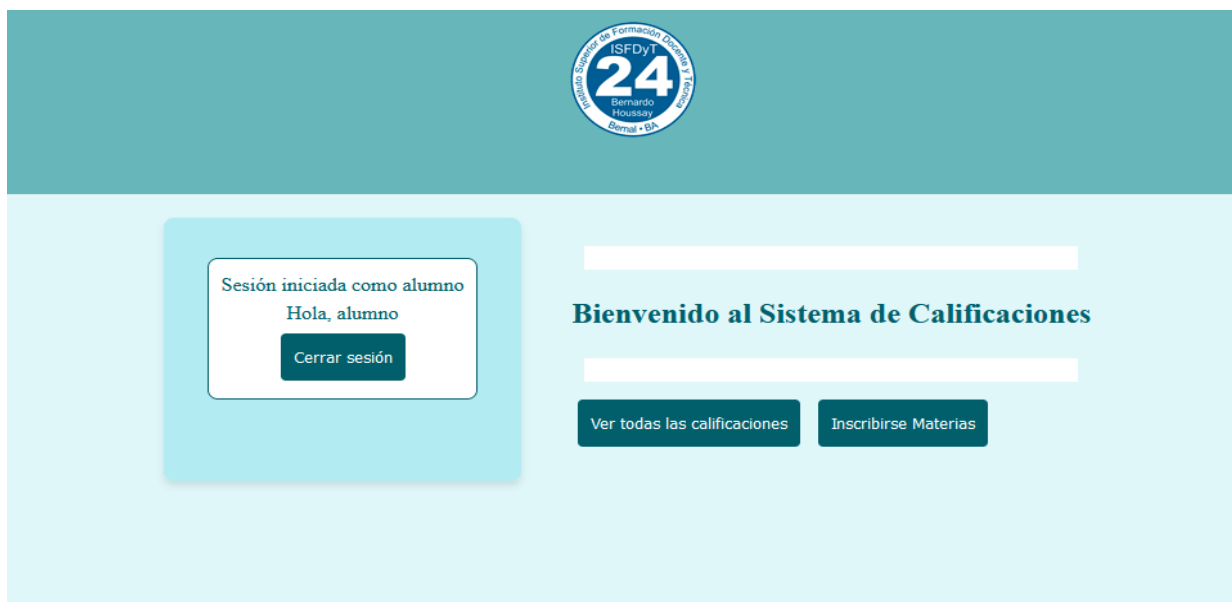 Instituto Superior de Formación Docente y Técnica
ISFDyT
24
Bernardo
Houssay
Bernal • BA
Sesión iniciada como alumno
Hola, alumno
Cerrar sesión
Bienvenido al Sistema de Calificaciones
Ver todas las calificaciones
Inscribirse Materias